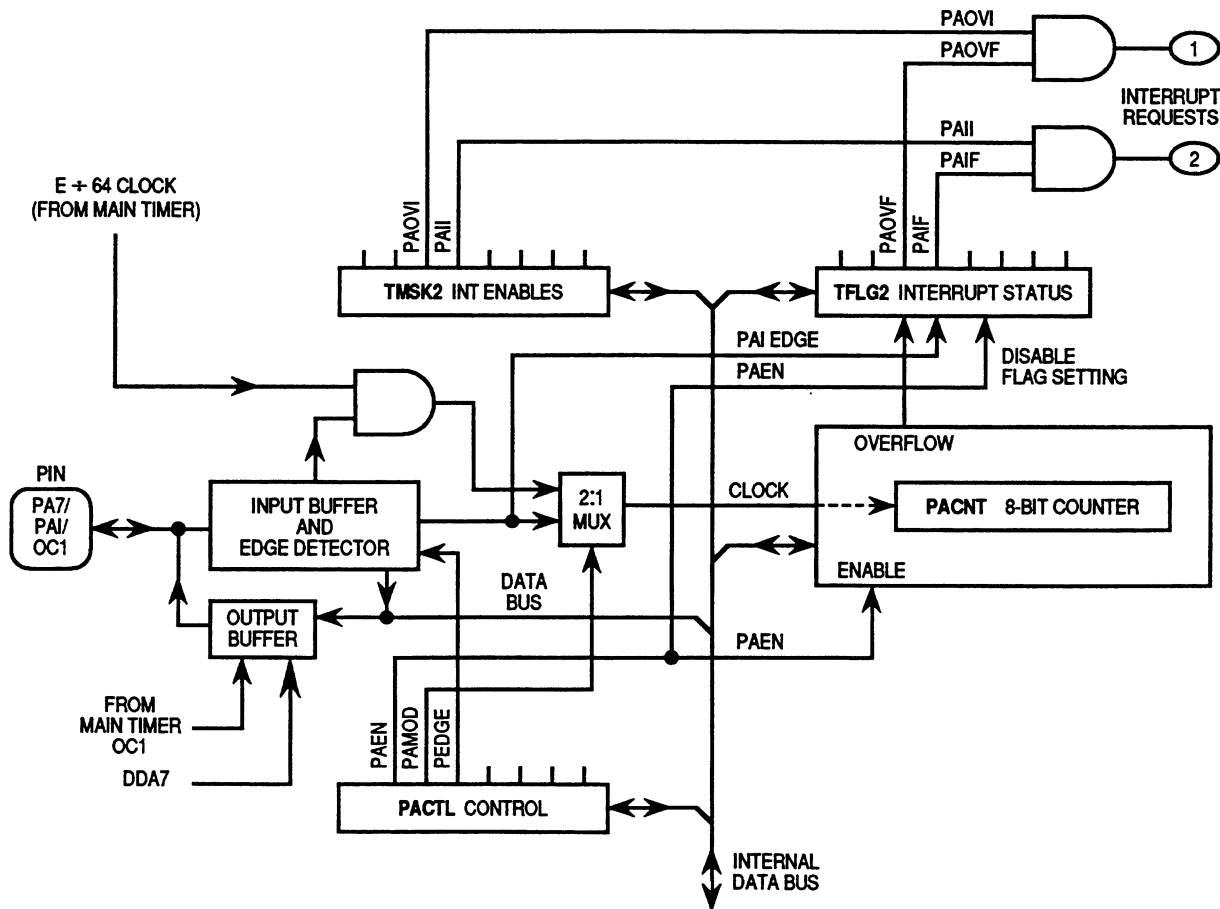 PAOVI
PAOVF
1
INTERRUPT
REQUESTS
PAII
PAIF
2
E ÷ 64 CLOCK
(FROM MAIN TIMER)
PAOVI
PAII
PAOVF
PAIF
TMSK2 INT ENABLES
TFLG2 INTERRUPT STATUS
PAI EDGE
PAEN
DISABLE
FLAG SETTING
OVERFLOW
PIN
PA7/
PAI/
OC1
INPUT BUFFER
AND
EDGE DETECTOR
2:1
MUX
CLOCK
PACNT 8-BIT COUNTER
ENABLE
DATA
BUS
OUTPUT
BUFFER
PAEN
FROM
MAIN TIMER
OC1
DDA7
PAEN
PAMOD
PEDGE
PACTL CONTROL
INTERNAL
DATA BUS